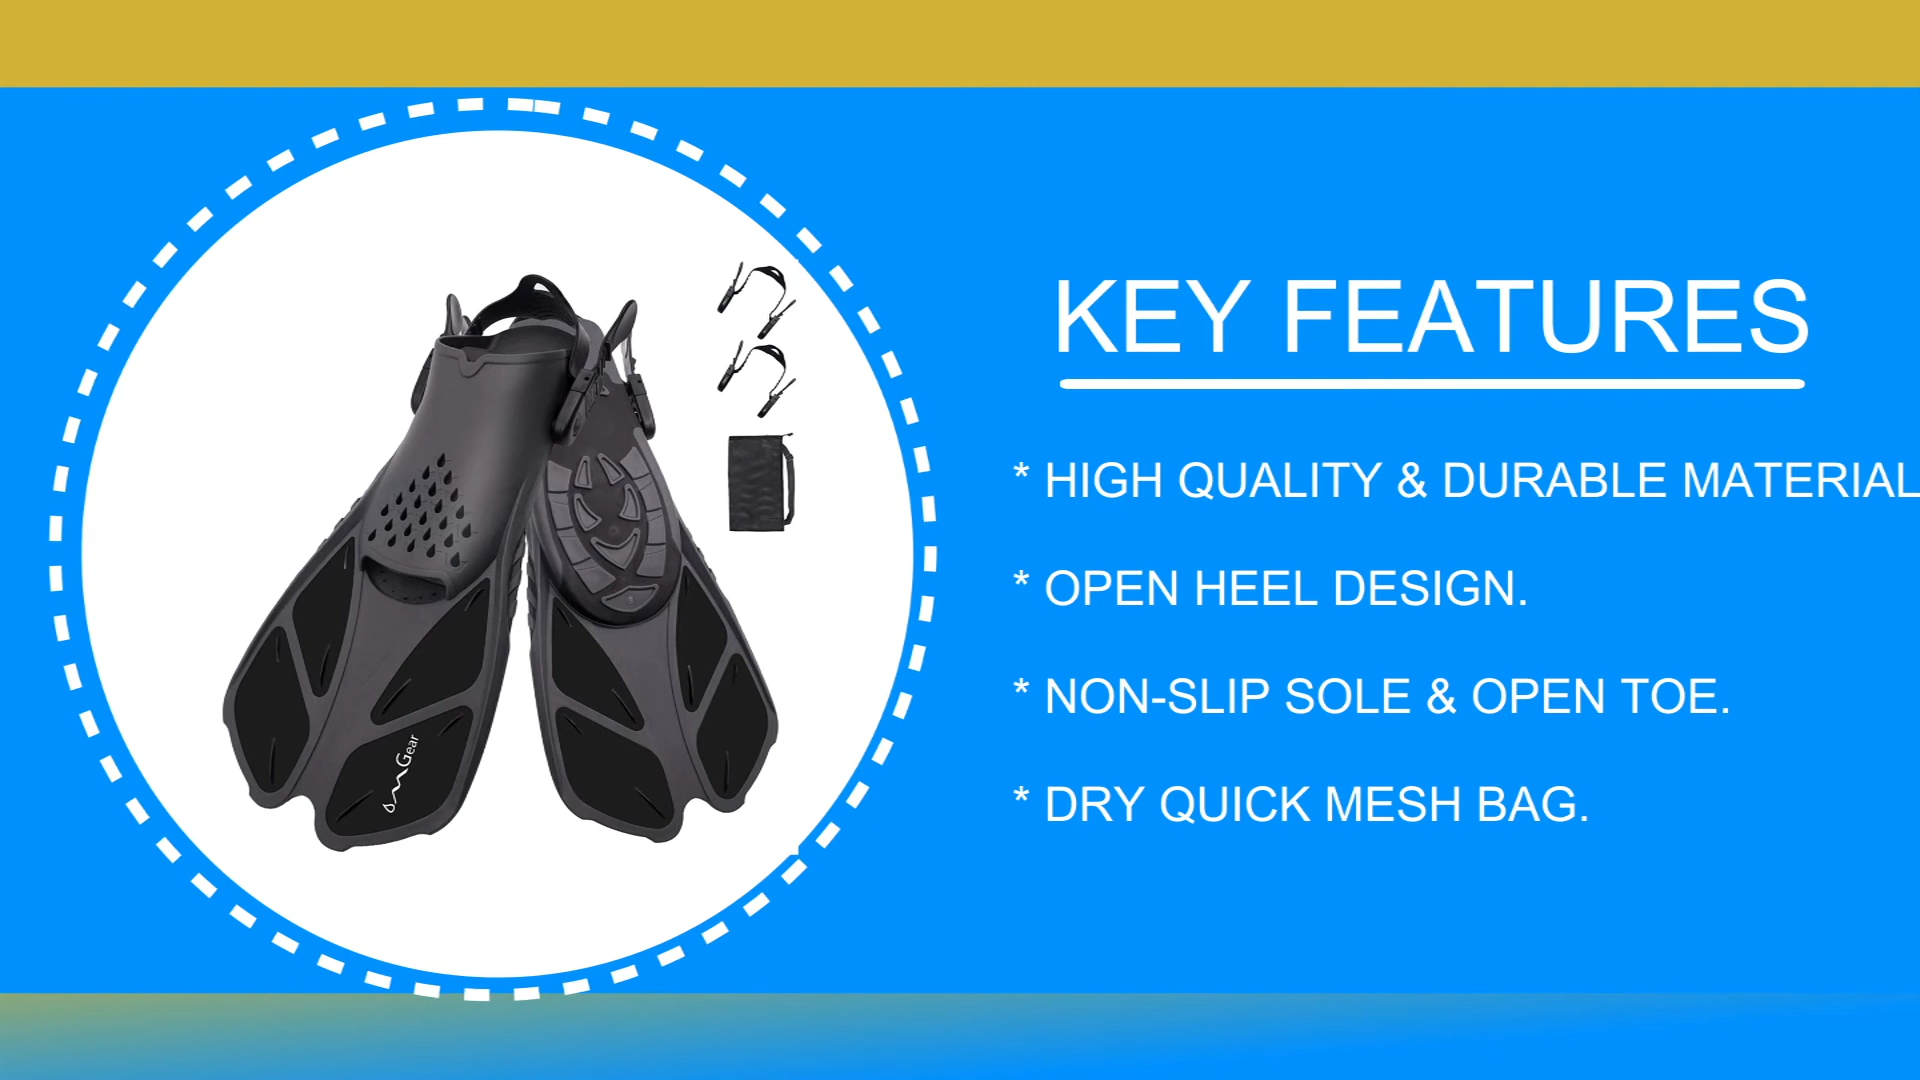 KEY FEATURES
* HIGH QUALITY & DURABLE MATERIAL
* OPEN HEEL DESIGN.
* NON-SLIP SOLE & OPEN TOE.
* DRY QUICK MESH BAG.
Gear